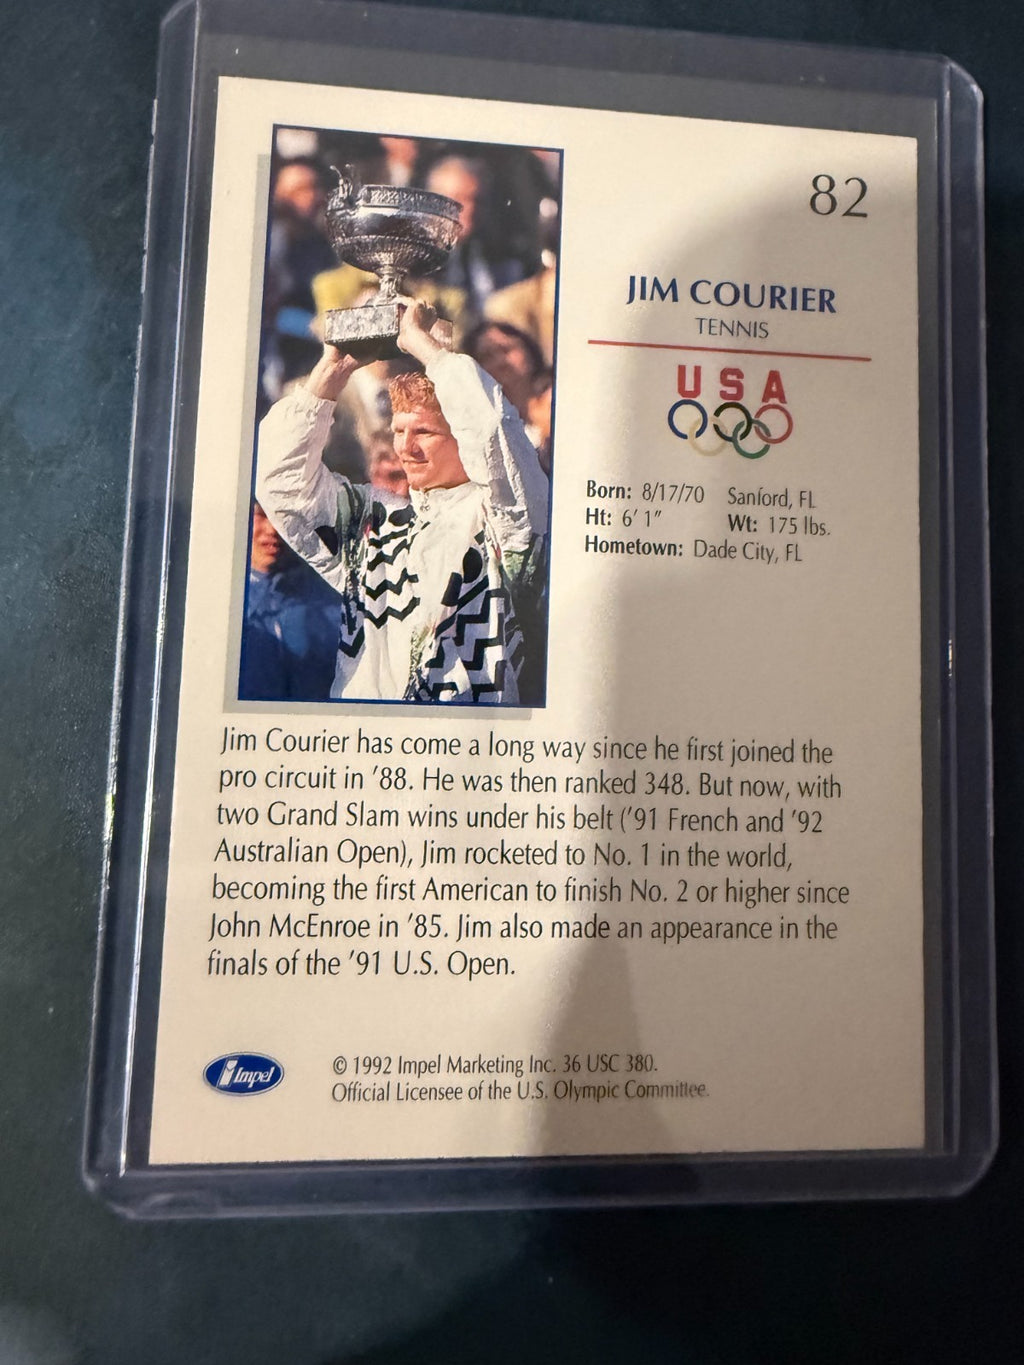 82
JIM COURIER
TENNIS
USA
Born: 8/17/70 Sanford, FL
Ht: 6' 1" Wt: 175 lbs.
Hometown: Dade City, FL
Jim Courier has come a long way since he first joined the
pro circuit in '88. He was then ranked 348. But now, with
two Grand Slam wins under his belt ('91 French and '92
Australian Open), Jim rocketed to No. 1 in the world,
becoming the first American to finish No. 2 or higher since
John McEnroe in '85. Jim also made an appearance in the
finals of the '91 U.S. Open.
Impel
© 1992 Impel Marketing Inc. 36 USC 380.
Official Licensee of the U.S. Olympic Committee.